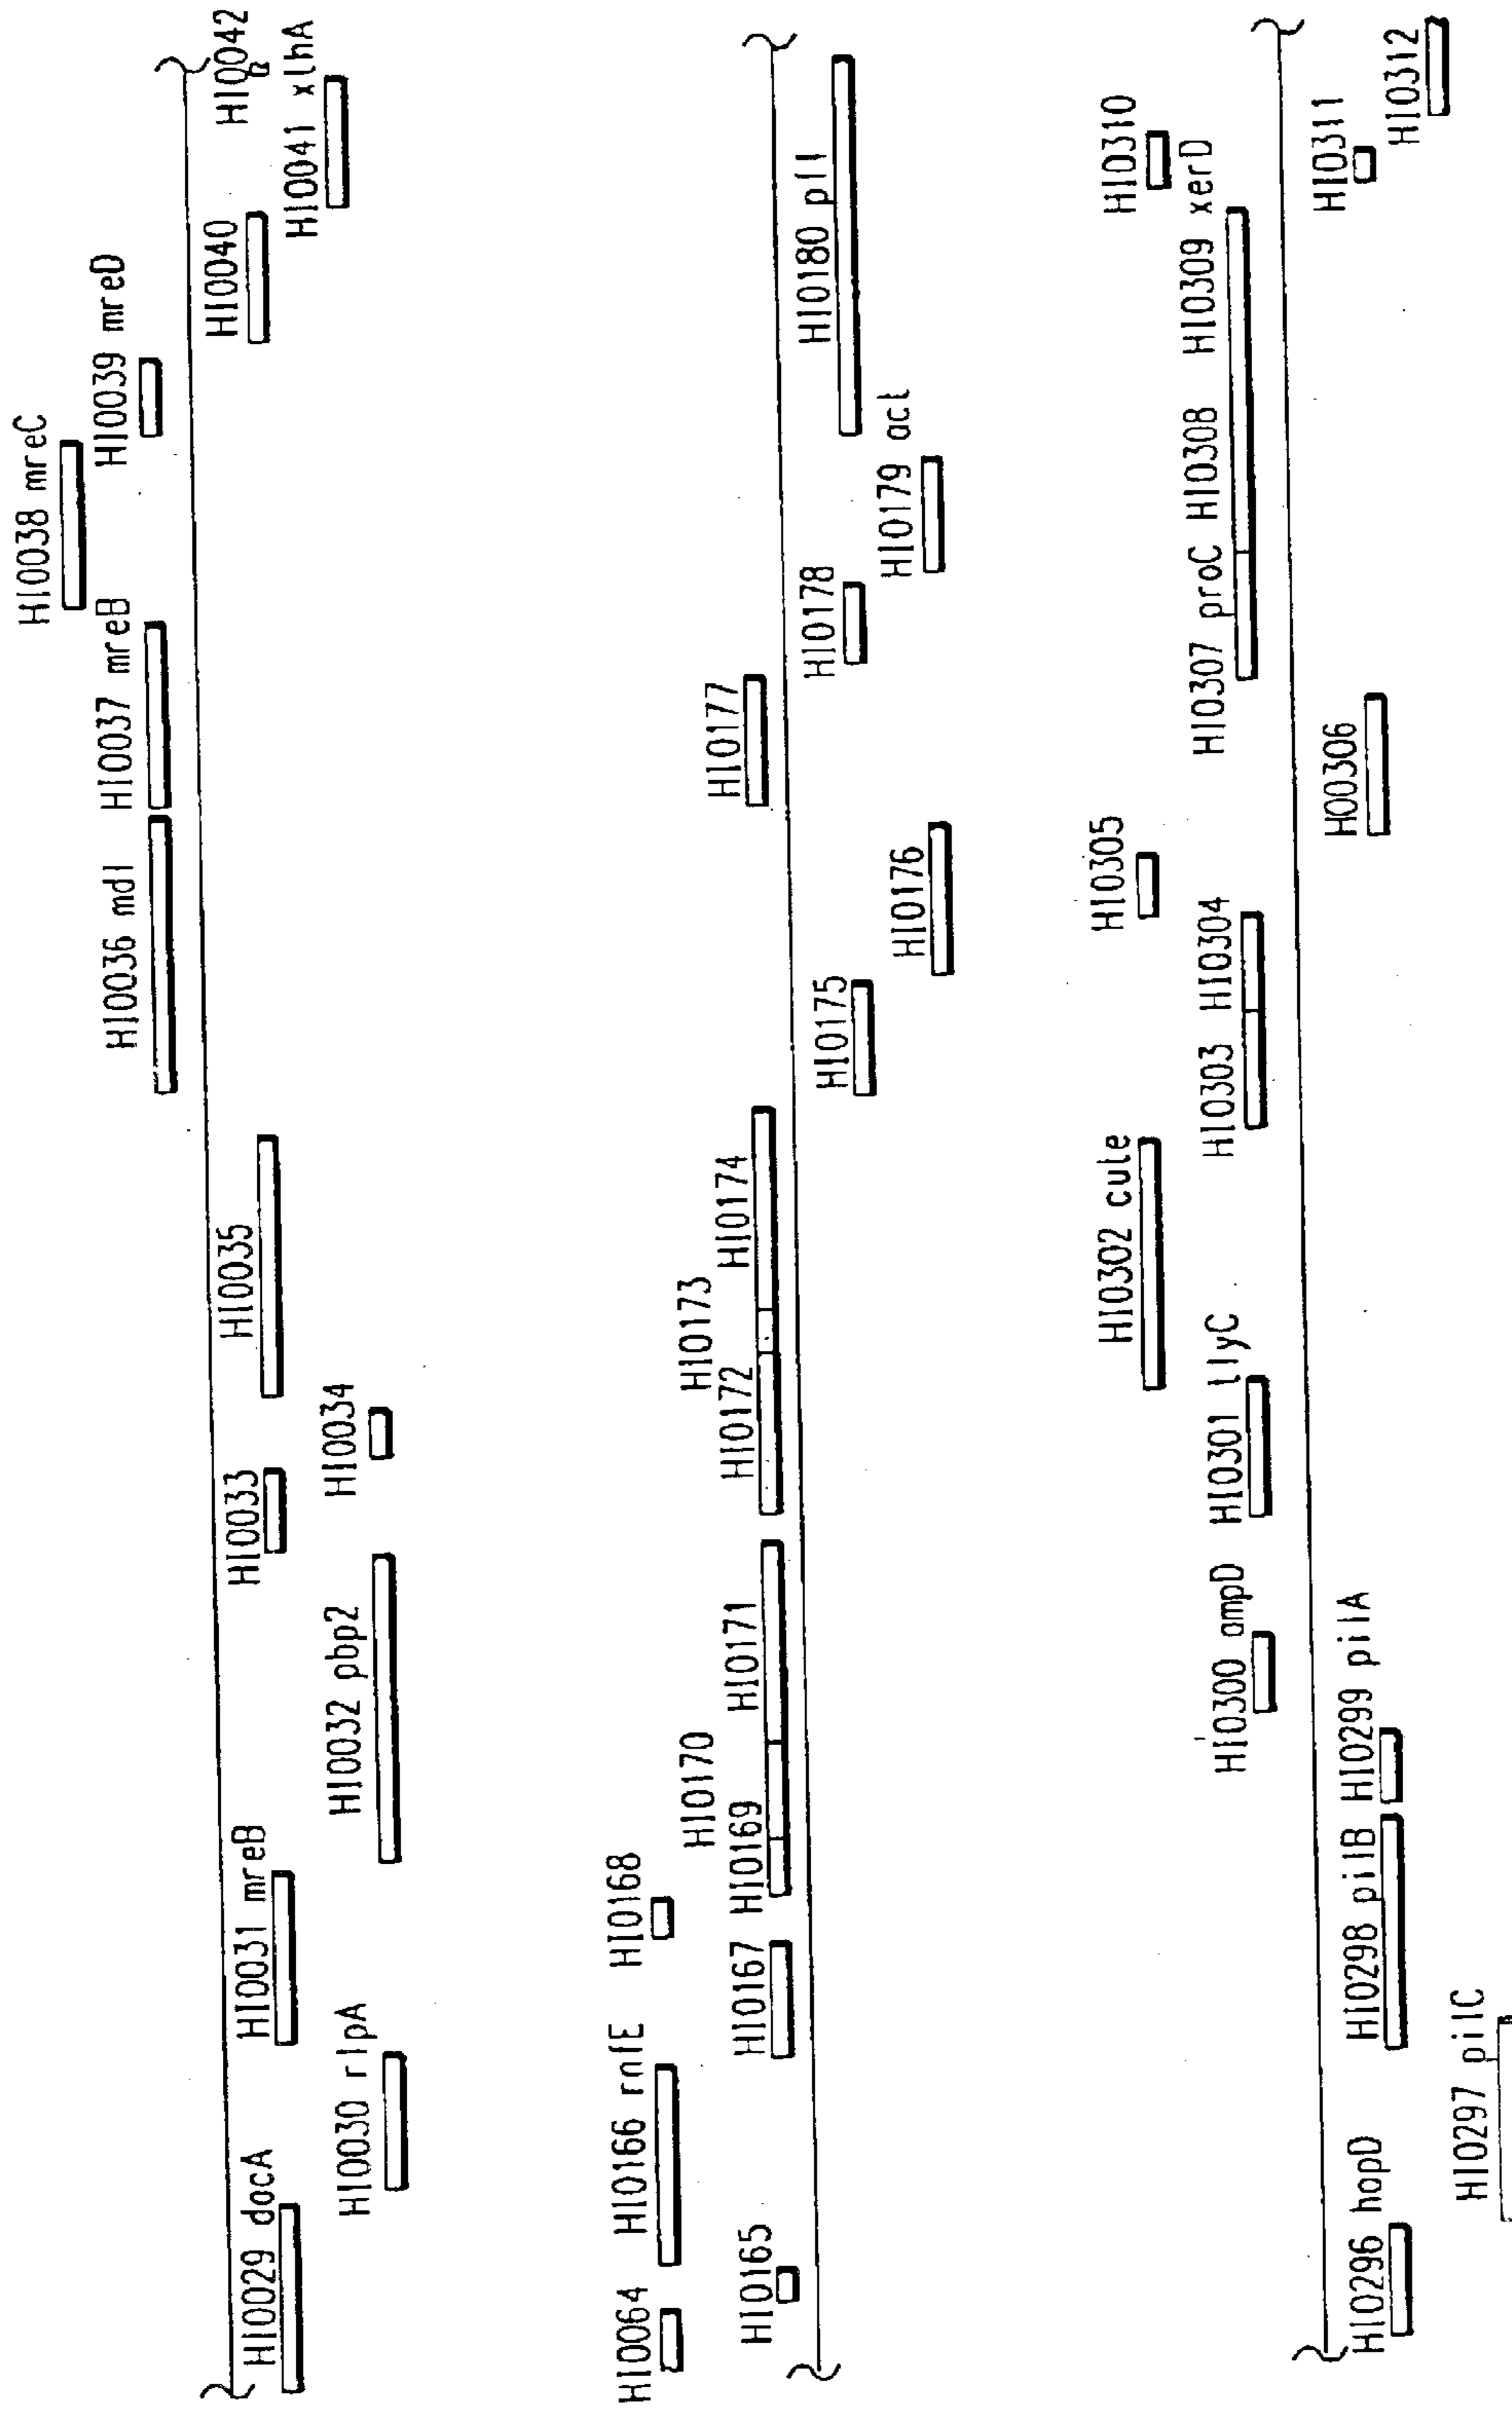 HI0029 docA
HI0030 rlpA
HI0031 mreB
HI0032 pbp2
HI0033
HI0034
HI0035
HI0036 mdl
HI0037 mreB
HI0038 mreC
HI0039 mreD
HI0040
HI0041 xthA
HI0042
HI0064
HI0165
HI0166 rnfE
HI0167
HI0168
HI0169
HI0170
HI0171
HI0172
HI0173
HI0174
HI0175
HI0176
HI0177
HI0178
HI0179 act
HI0180 pfl
HI0296 hopD
HI0297 pilC
HI0298 pilB
HI0299 pilA
HI0300 ampD
HI0301 llyC
HI0302 cute
HI0303
HI0304
HI0305
H00306
HI0307 proC
HI0308
HI0309 xerD
HI0310
HI0311
HI0312